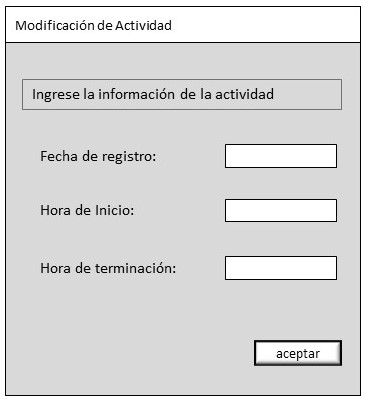 Modificación de Actividad
Ingrese la información de la actividad
Fecha de registro:
Hora de Inicio:
Hora de terminación:
aceptar